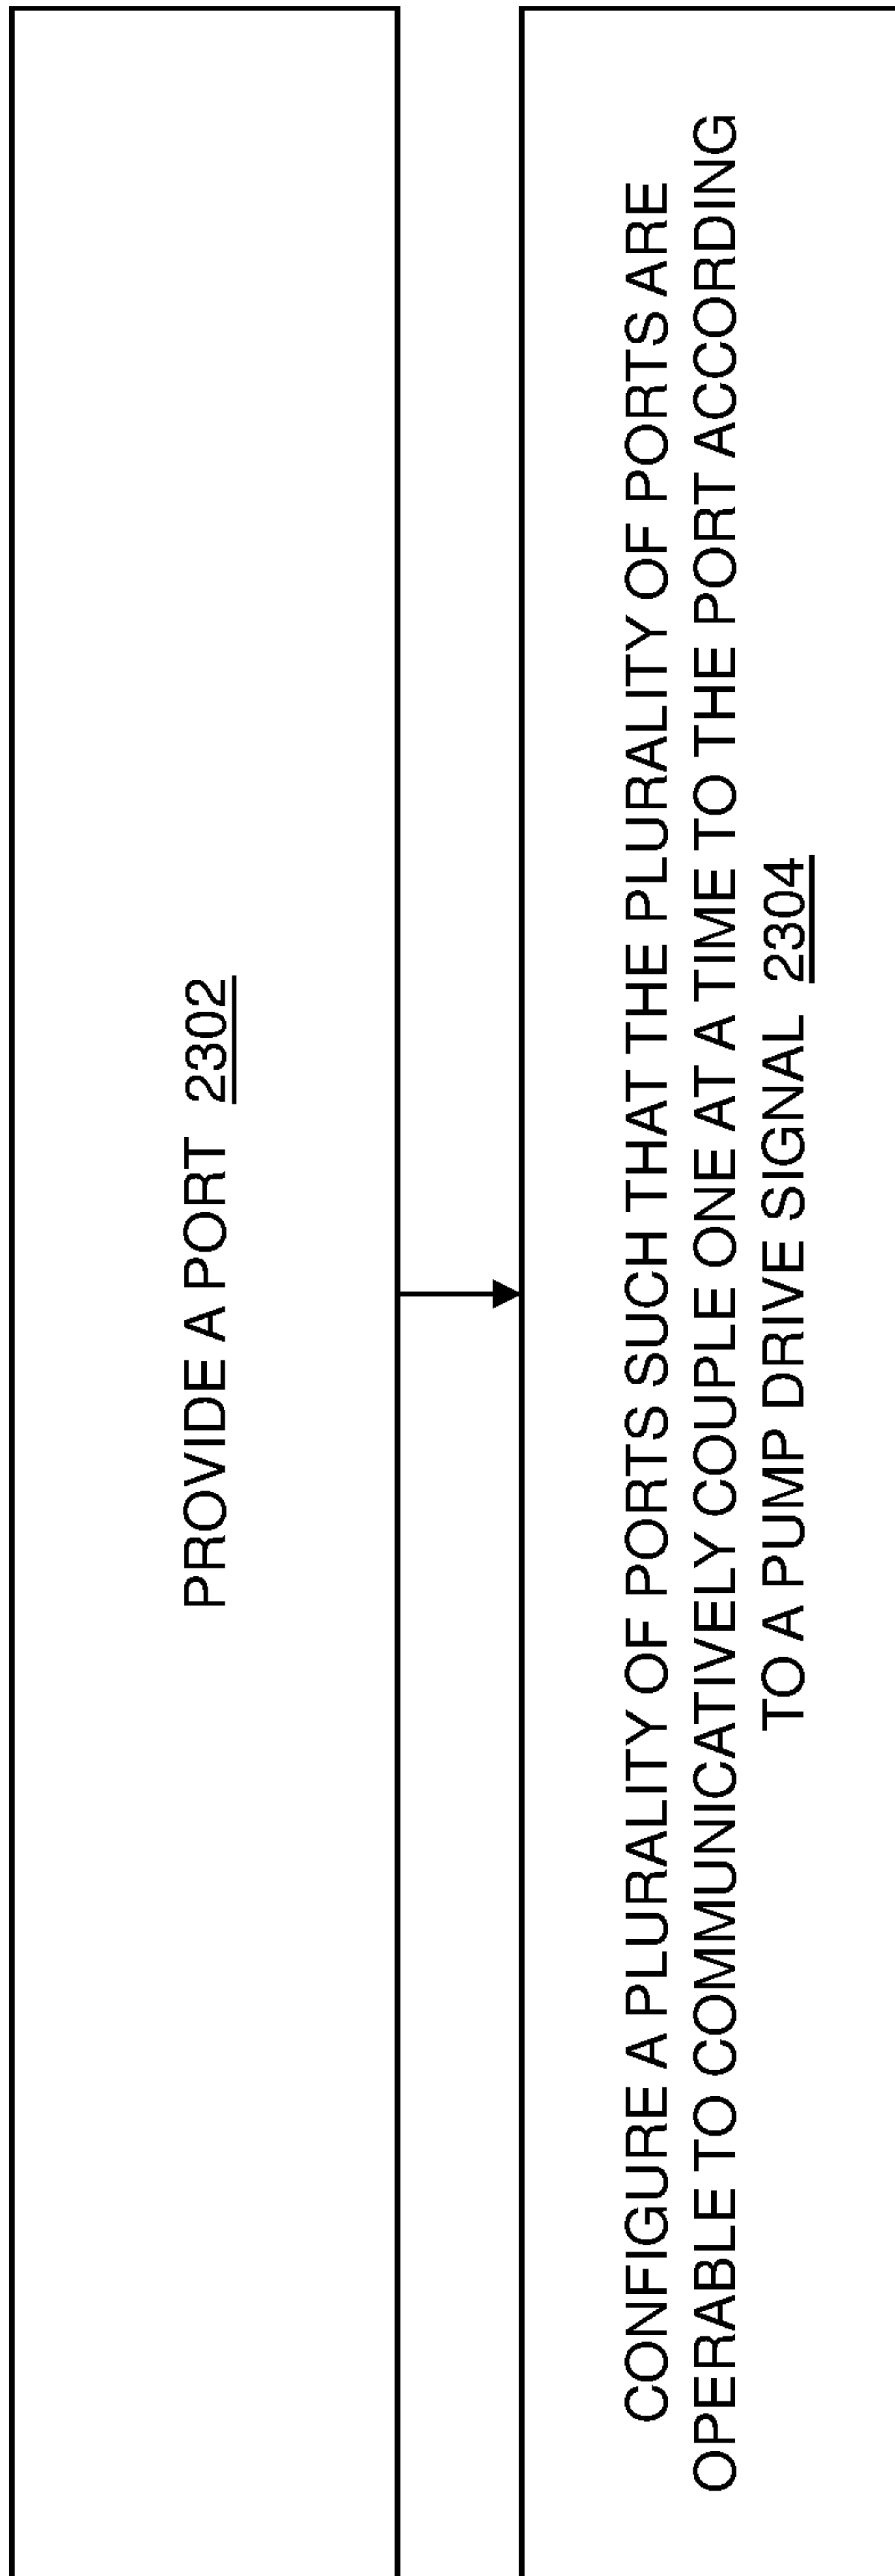 PROVIDE A PORT 2302
CONFIGURE A PLURALITY OF PORTS SUCH THAT THE PLURALITY OF PORTS ARE
OPERABLE TO COMMUNICATIVELY COUPLE ONE AT A TIME TO THE PORT ACCORDING
TO A PUMP DRIVE SIGNAL 2304